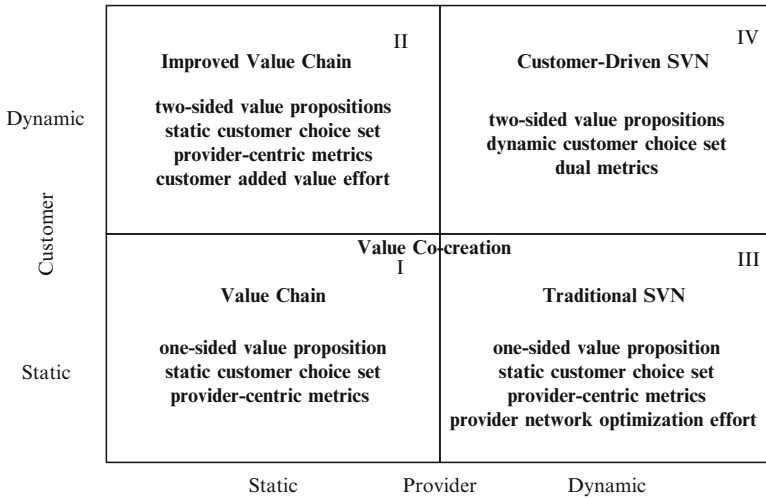 II
Improved Value Chain
two-sided value propositions
static customer choice set
provider-centric metrics
customer added value effort
IV
Customer-Driven SVN
two-sided value propositions
dynamic customer choice set
dual metrics
Dynamic
Customer
Static
Value Co-creation
I
Value Chain
one-sided value proposition
static customer choice set
provider-centric metrics
III
Traditional SVN
one-sided value proposition
static customer choice set
provider-centric metrics
provider network optimization effort
Static
Provider
Dynamic